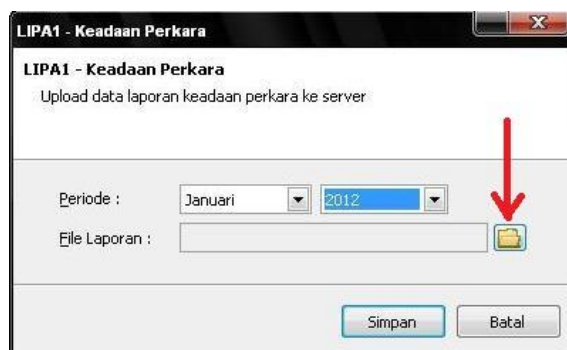 LIPA1 - Keadaan Perkara
LIPA1 - Keadaan Perkara
Upload data laporan keadaan perkara ke server
Periode : Januari 2012
File Laporan :
Simpan Batal